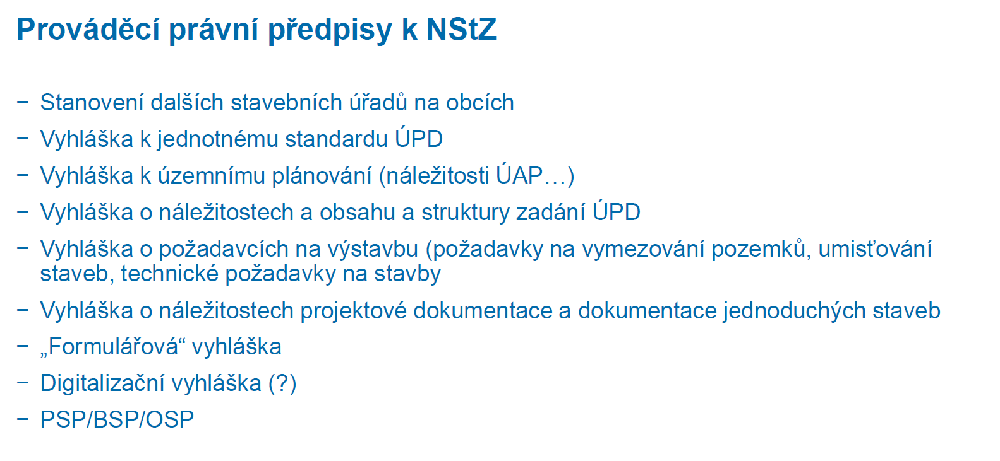 Prováděcí právní předpisy k NStZ
− Stanovení dalších stavebních úřadů na obcích
− Vyhláška k jednotnému standardu ÚPD
− Vyhláška k územnímu plánování (náležitosti ÚAP…)
− Vyhláška o náležitostech a obsahu a struktury zadání ÚPD
− Vyhláška o požadavcích na výstavbu (požadavky na vymezování pozemků, umisťování
staveb, technické požadavky na stavby
− Vyhláška o náležitostech projektové dokumentace a dokumentace jednoduchých staveb
− „Formulářová“ vyhláška
− Digitalizační vyhláška (?)
− PSP/BSP/OSP